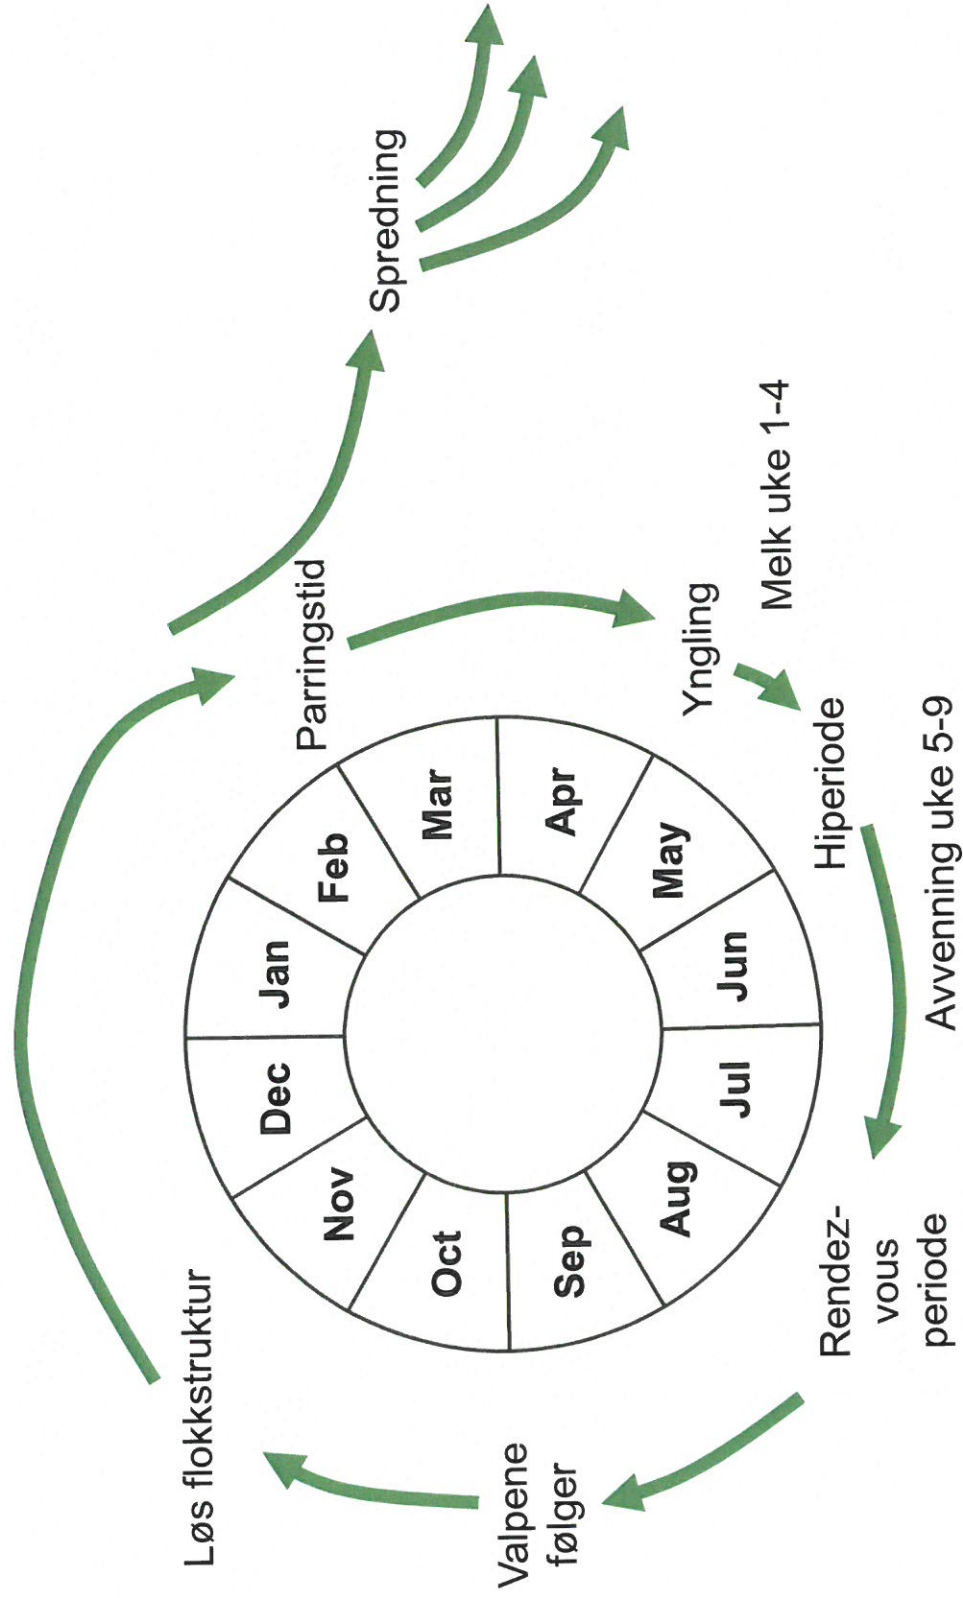 Løs flokkstruktur
Parringstid
Spredning
Jan
Feb
Mar
Apr
May
Jun
Jul
Aug
Sep
Oct
Nov
Dec
Yngling
Melk uke 1-4
Hiperiode
Avvenning uke 5-9
Rendez-
vous
periode
Valpene
følger